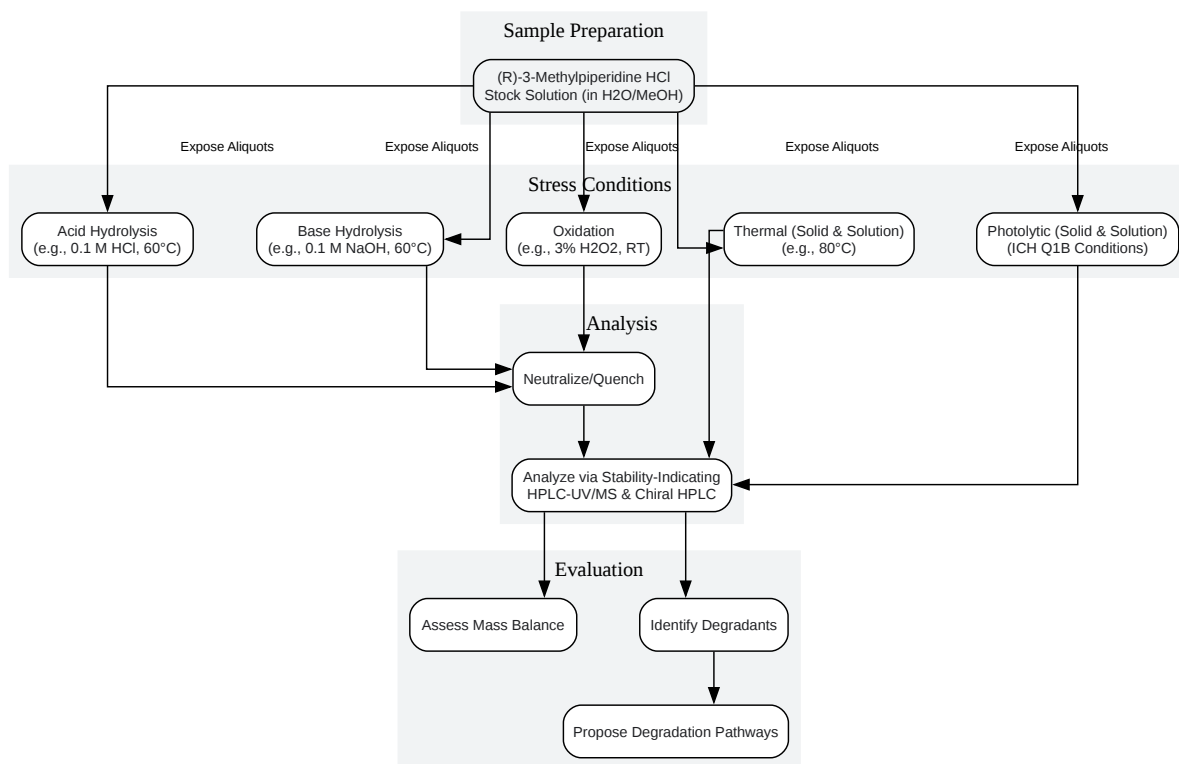 Sample Preparation
(R)-3-Methylpiperidine HCl
Stock Solution (in H2O/MeOH)
Expose Aliquots
Expose Aliquots
Expose Aliquots
Expose Aliquots
Expose Aliquots
Stress Conditions
Acid Hydrolysis
(e.g., 0.1 M HCl, 60°C)
Base Hydrolysis
(e.g., 0.1 M NaOH, 60°C)
Oxidation
(e.g., 3% H2O2, RT)
Thermal (Solid & Solution)
(e.g., 80°C)
Photolytic (Solid & Solution)
(ICH Q1B Conditions)
Analysis
Neutralize/Quench
Analyze via Stability-Indicating
HPLC-UV/MS & Chiral HPLC
Evaluation
Assess Mass Balance
Identify Degradants
Propose Degradation Pathways